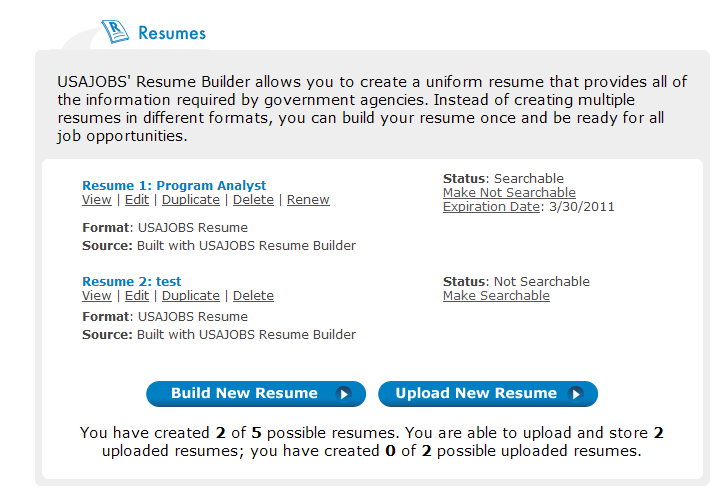 Resumes
USAJOBS' Resume Builder allows you to create a uniform resume that provides all of
the information required by government agencies. Instead of creating multiple
resumes in different formats, you can build your resume once and be ready for all
job opportunities.
Resume 1: Program Analyst
View | Edit | Duplicate | Delete | Renew
Format: USAJOBS Resume
Source: Built with USAJOBS Resume Builder
Status: Searchable
Make Not Searchable
Expiration Date: 3/30/2011
Resume 2: test
View | Edit | Duplicate | Delete
Format: USAJOBS Resume
Source: Built with USAJOBS Resume Builder
Status: Not Searchable
Make Searchable
Build New Resume
Upload New Resume
You have created 2 of 5 possible resumes. You are able to upload and store 2
uploaded resumes; you have created 0 of 2 possible uploaded resumes.